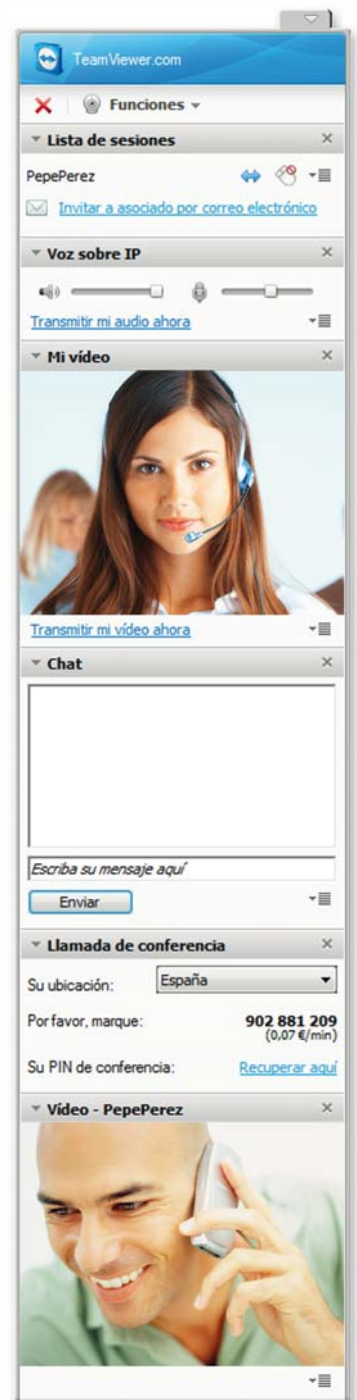 TeamViewer.com
Funciones
Lista de sesiones
PepePerez
Invitar a asociado por correo electrónico
Voz sobre IP
Transmitir mi audio ahora
Mi vídeo
Transmitir mi vídeo ahora
Chat
Escriba su mensaje aquí
Enviar
Llamada de conferencia
Su ubicación: España
Por favor, marque: 902 881 209
(0,07 €/min)
Su PIN de conferencia: Recuperar aquí
Vídeo - PepePerez